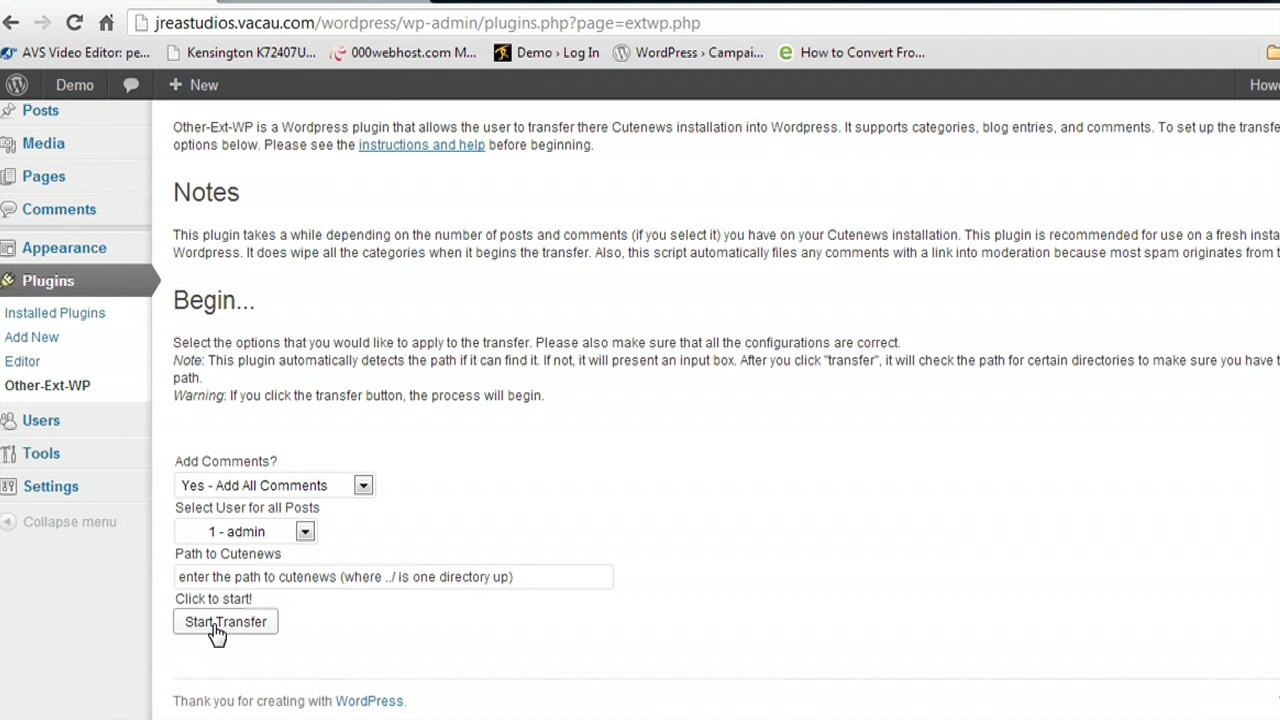 jreastudios.vacau.com/wordpress/wp-admin/plugins.php?page=extwp.php
AVS Video Editor: pe... Kensington K72407U... 000webhost.com M... Demo › Log In WordPress › Campai... How to Convert Fro...
Demo + New Howe
Posts
Media
Pages
Comments
Appearance
Plugins
Installed Plugins
Add New
Editor
Other-Ext-WP
Users
Tools
Settings
Collapse menu
Other-Ext-WP is a Wordpress plugin that allows the user to transfer there Cutenews installation into Wordpress. It supports categories, blog entries, and comments. To set up the transfe
options below. Please see the instructions and help before beginning.
Notes
This plugin takes a while depending on the number of posts and comments (if you select it) you have on your Cutenews installation. This plugin is recommended for use on a fresh insta
Wordpress. It does wipe all the categories when it begins the transfer. Also, this script automatically files any comments with a link into moderation because most spam originates from t
Begin...
Select the options that you would like to apply to the transfer. Please also make sure that all the configurations are correct.
Note: This plugin automatically detects the path if it can find it. If not, it will present an input box. After you click "transfer", it will check the path for certain directories to make sure you have t
path.
Warning: If you click the transfer button, the process will begin.
Add Comments?
Yes - Add All Comments
Select User for all Posts
1 - admin
Path to Cutenews
enter the path to cutenews (where ../ is one directory up)
Click to start!
Start Transfer
Thank you for creating with WordPress.